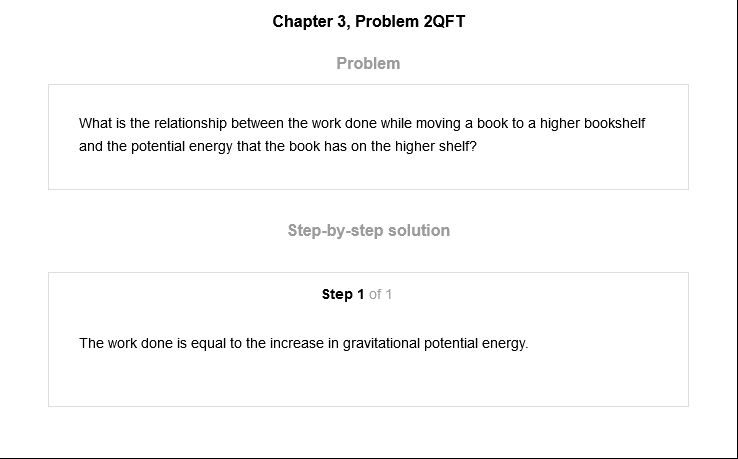 Chapter 3, Problem 2QFT
Problem
What is the relationship between the work done while moving a book to a higher bookshelf
and the potential energy that the book has on the higher shelf?
Step-by-step solution
Step 1 of 1
The work done is equal to the increase in gravitational potential energy.